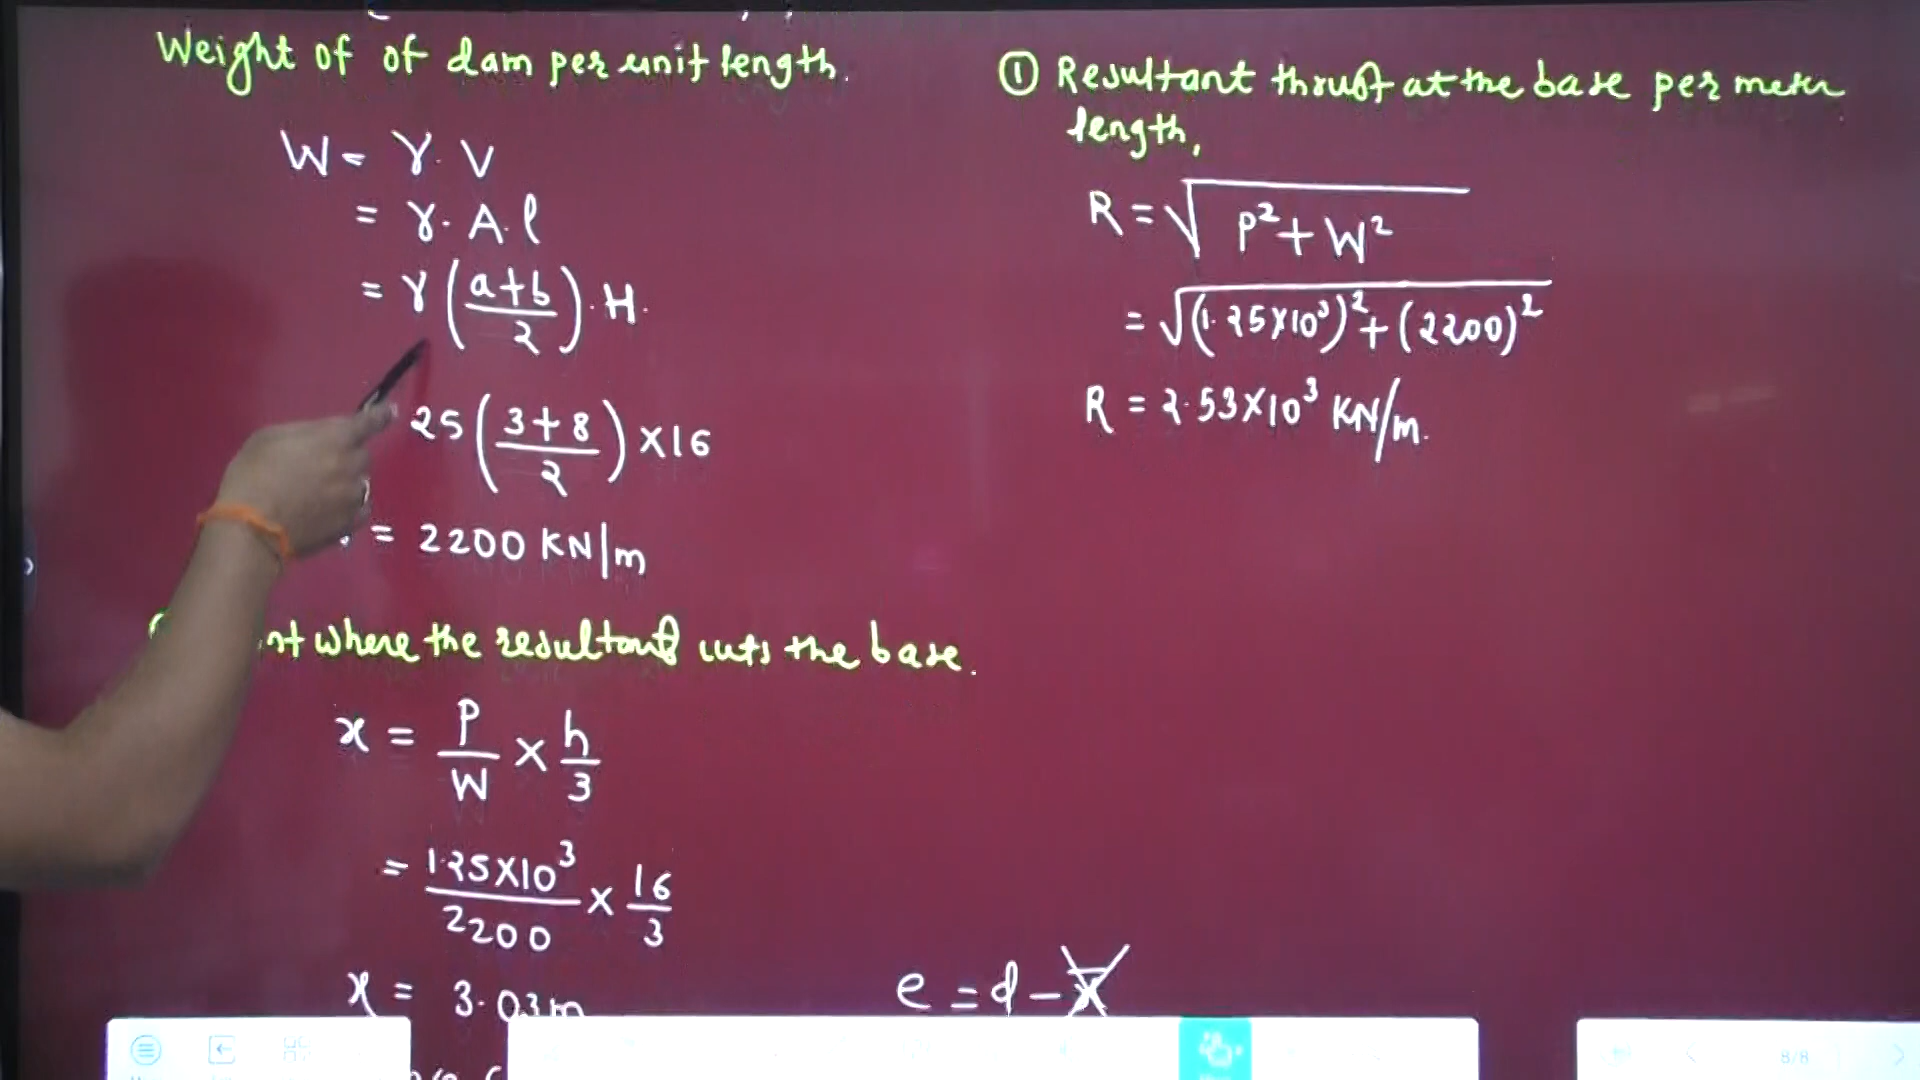 Weight of of dam per unit length.
W = γ. V
= γ. A. l
= γ (a+b/2) . H.
25 (3+8/2) ×16
= 2200 KN/m
where the resultant cuts the base.
x = P/W × h/3
= 1.25×10³/2200 × 16/3
x = 3.03m
① Resultant thrust at the base per meter
length,
R = √P²+W²
= √(1.25×10³)²+(2200)²
R = 2.53×10³ KN/m.
e = d - x̄
8/8